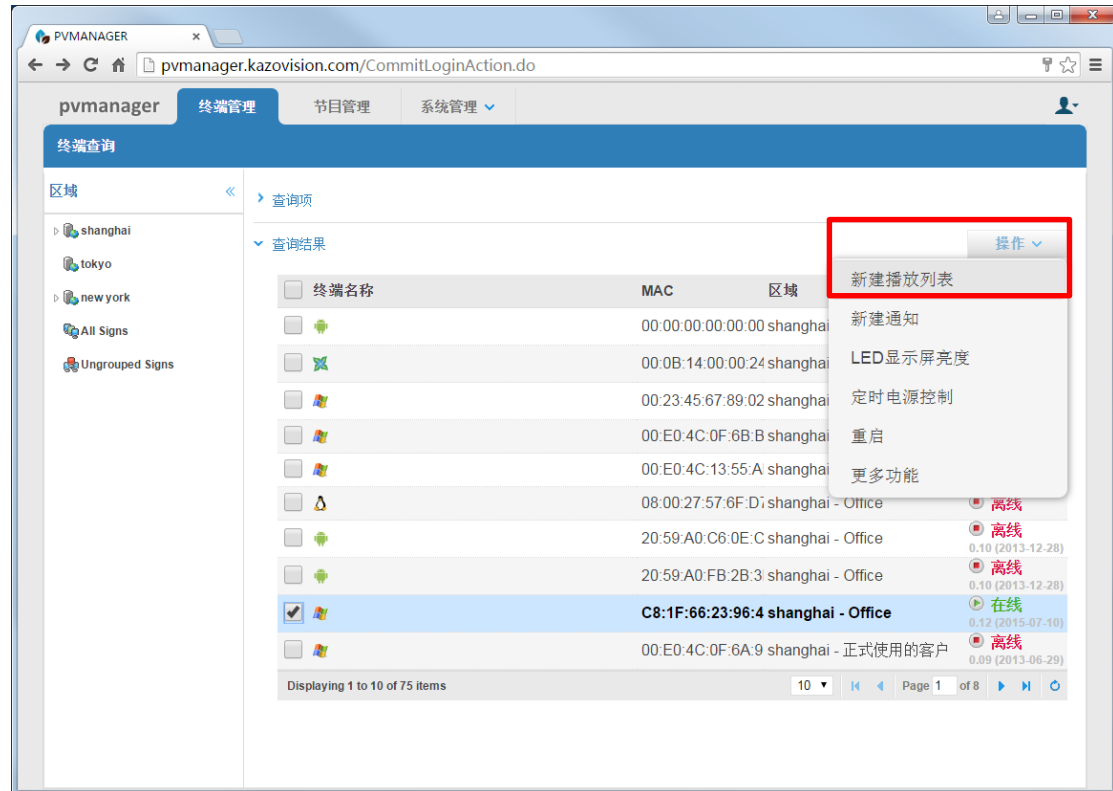 PVMANAGER
pvmanager.kazovision.com/CommitLoginAction.do
pvmanager 终端管理 节目管理 系统管理
终端查询
区域
shanghai
tokyo
new york
All Signs
Ungrouped Signs
查询项
查询结果
操作
新建播放列表
新建通知
LED显示屏亮度
定时电源控制
重启
更多功能
终端名称 MAC 区域
00:00:00:00:00:00 shanghai
00:0B:14:00:00:24 shanghai
00:23:45:67:89:02 shanghai
00:E0:4C:0F:6B:B shanghai
00:E0:4C:13:55:A shanghai
08:00:27:57:6F:D shanghai - Office 离线
20:59:A0:C6:0E:C shanghai - Office 离线
0.10 (2013-12-28)
20:59:A0:FB:2B:3 shanghai - Office 离线
0.10 (2013-12-28)
C8:1F:66:23:96:4 shanghai - Office 在线
0.12 (2015-07-10)
00:E0:4C:0F:6A:9 shanghai - 正式使用的客户 离线
0.09 (2013-06-29)
Displaying 1 to 10 of 75 items 10 Page 1 of 8